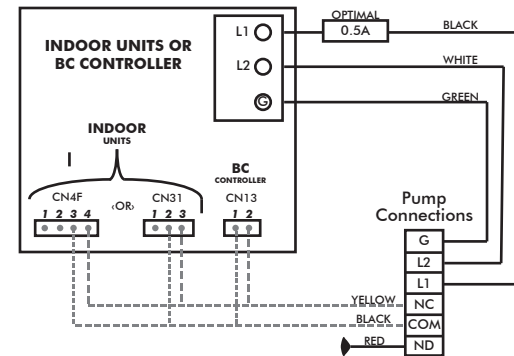 OPTIMAL
L1
0.5A
BLACK
INDOOR UNITS OR
BC CONTROLLER
L2
WHITE
G
GREEN
INDOOR
UNITS
I
BC
CONTROLLER
CN4F
‹OR›
CN31
CN13
1 2 3 4
1 2 3
1 2
Pump
Connections
G
L2
L1
YELLOW
NC
BLACK
COM
RED
ND